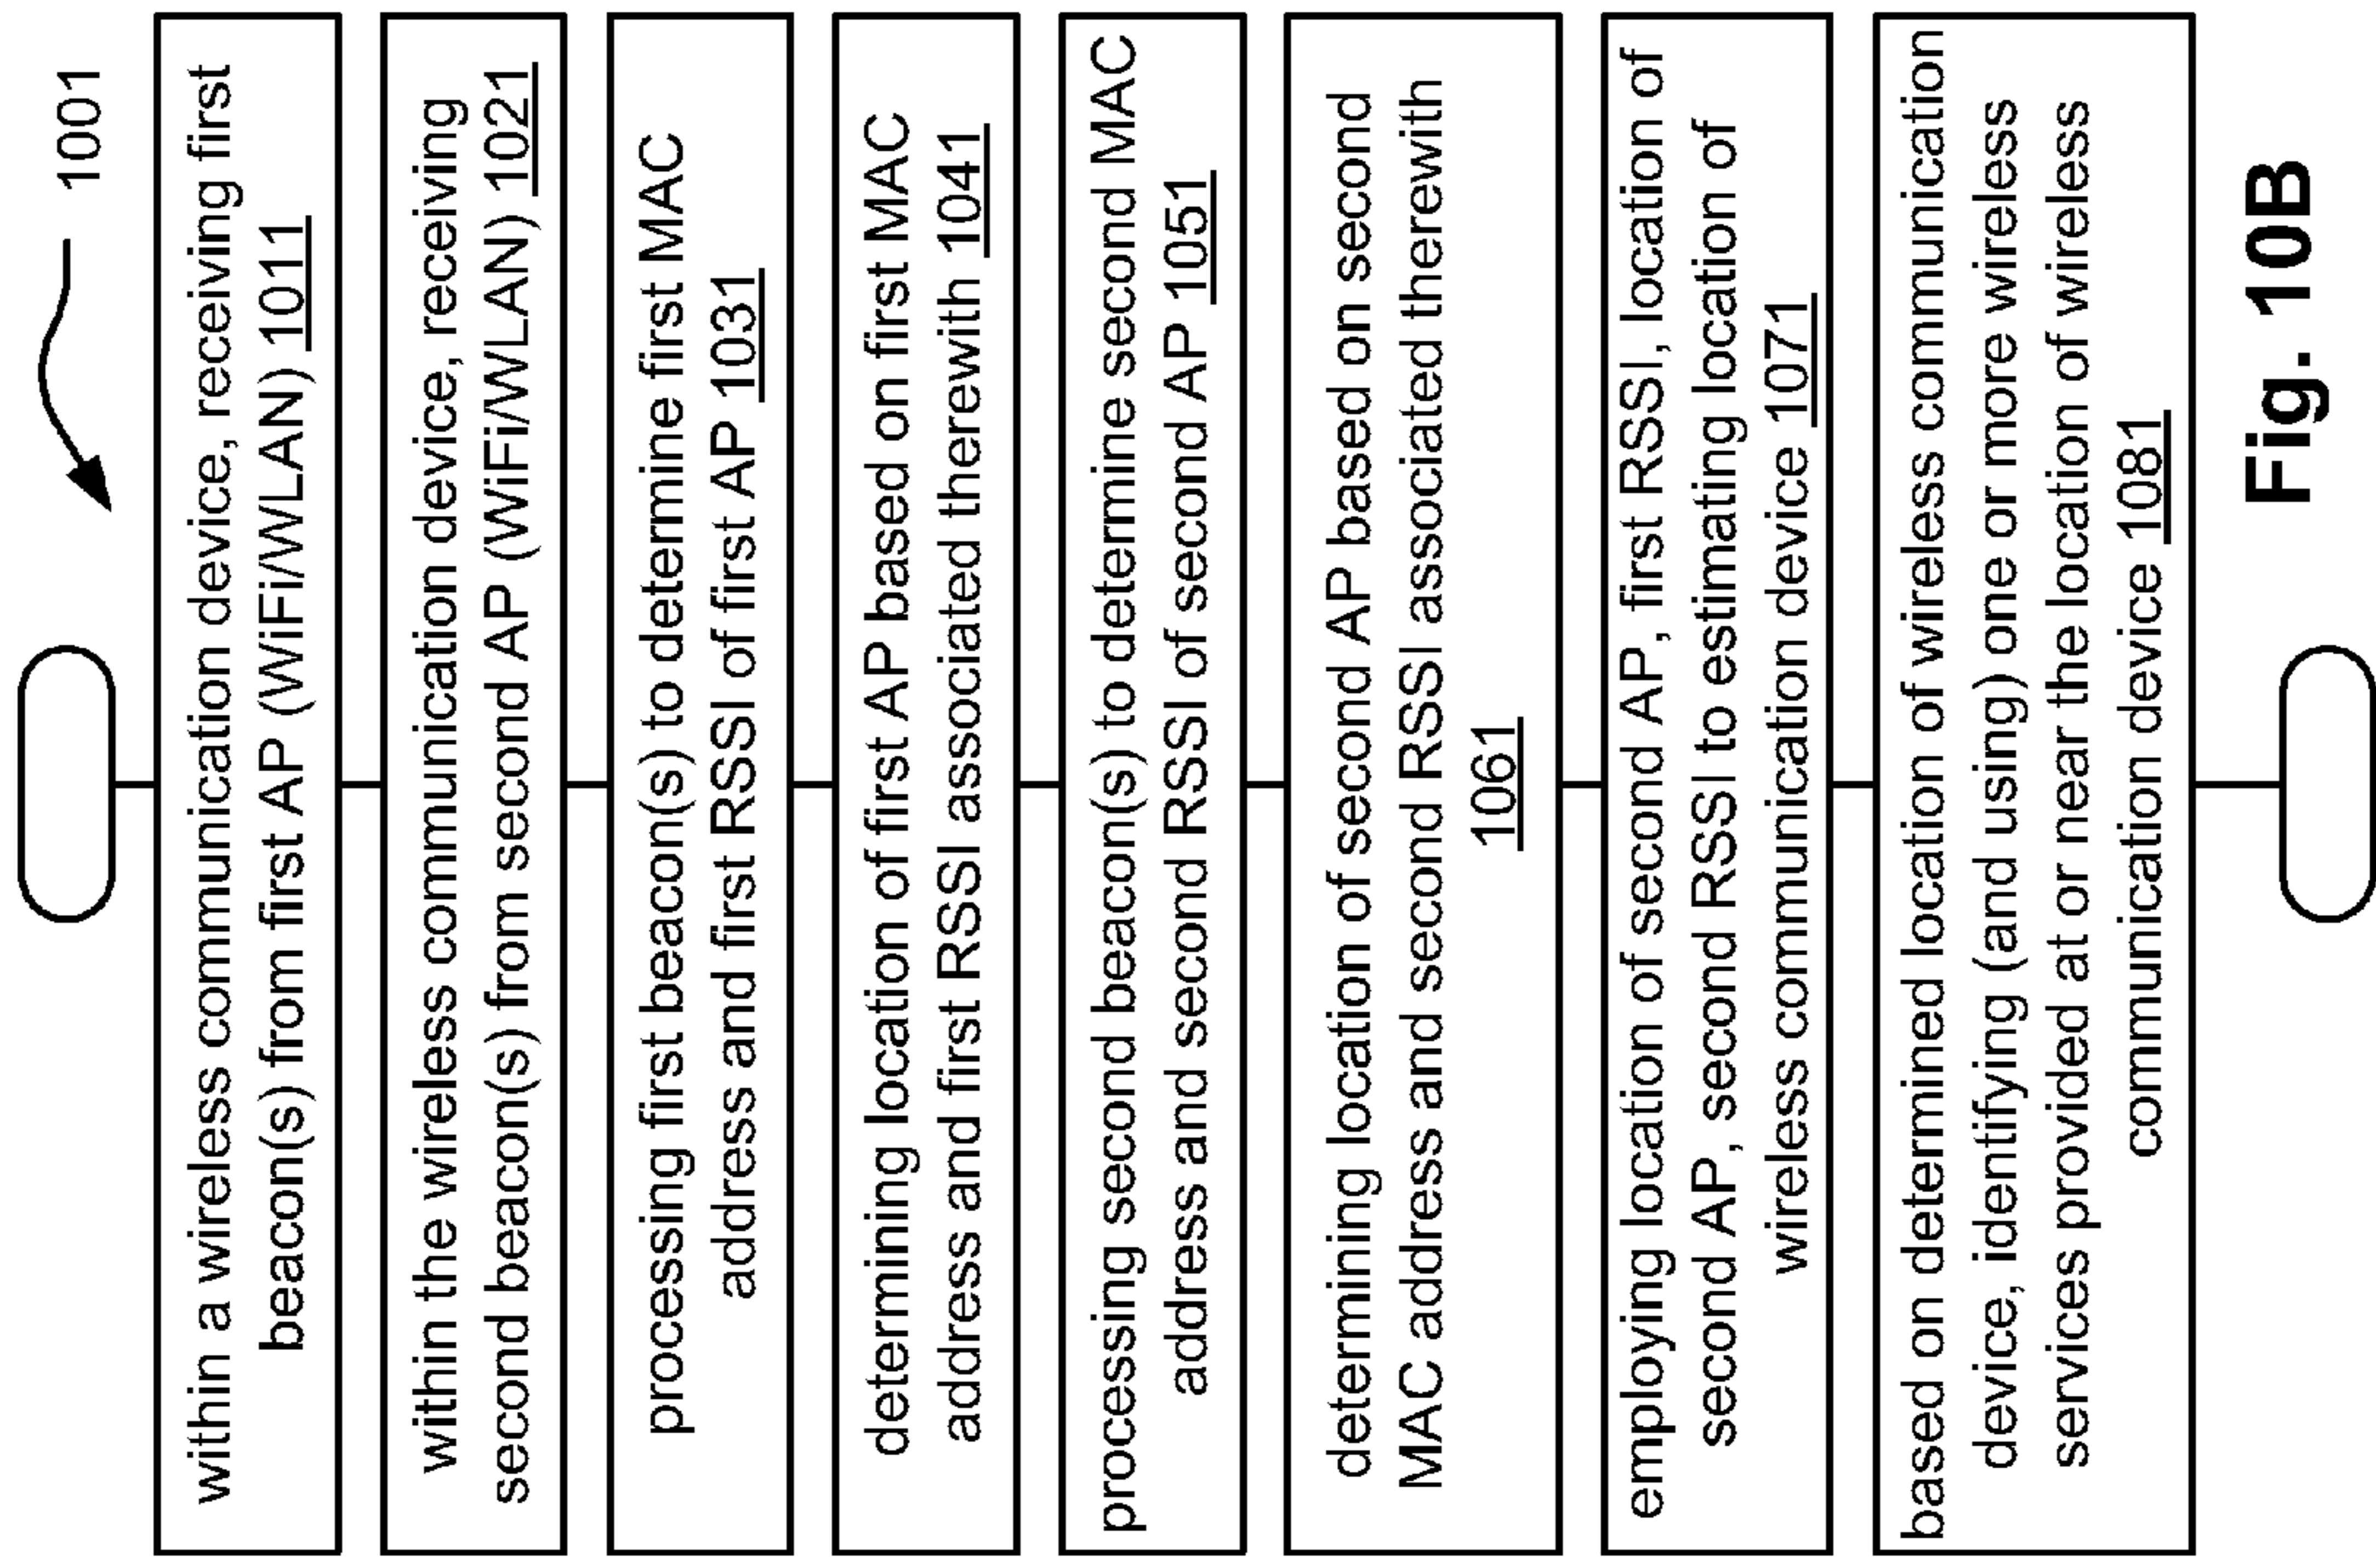 1001
within a wireless communication device, receiving first
beacon(s) from first AP (WiFi/WLAN) 1011
within the wireless communication device, receiving
second beacon(s) from second AP (WiFi/WLAN) 1021
processing first beacon(s) to determine first MAC
address and first RSSI of first AP 1031
determining location of first AP based on first MAC
address and first RSSI associated therewith 1041
processing second beacon(s) to determine second MAC
address and second RSSI of second AP 1051
determining location of second AP based on second
MAC address and second RSSI associated therewith
1061
employing location of second AP, first RSSI, location of
second AP, second RSSI to estimating location of
wireless communication device 1071
based on determined location of wireless communication
device, identifying (and using) one or more wireless
services provided at or near the location of wireless
communication device 1081
Fig. 10B